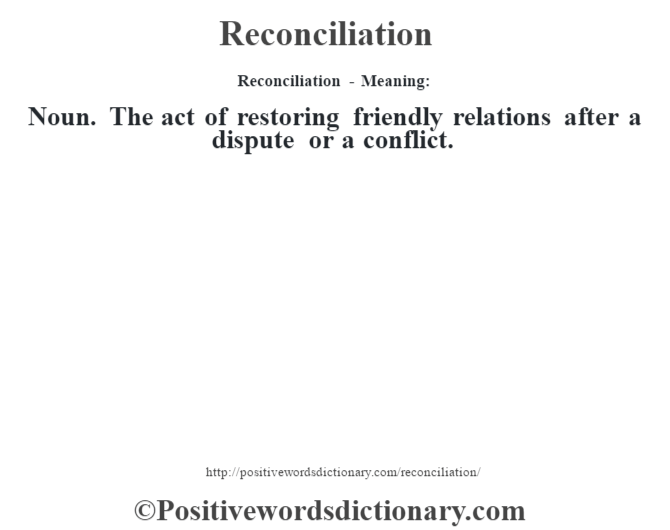 Reconciliation
Reconciliation - Meaning:
Noun. The act of restoring friendly relations after a
dispute or a conflict.
http://positivewordsdictionary.com/reconciliation/
©Positivewordsdictionary.com